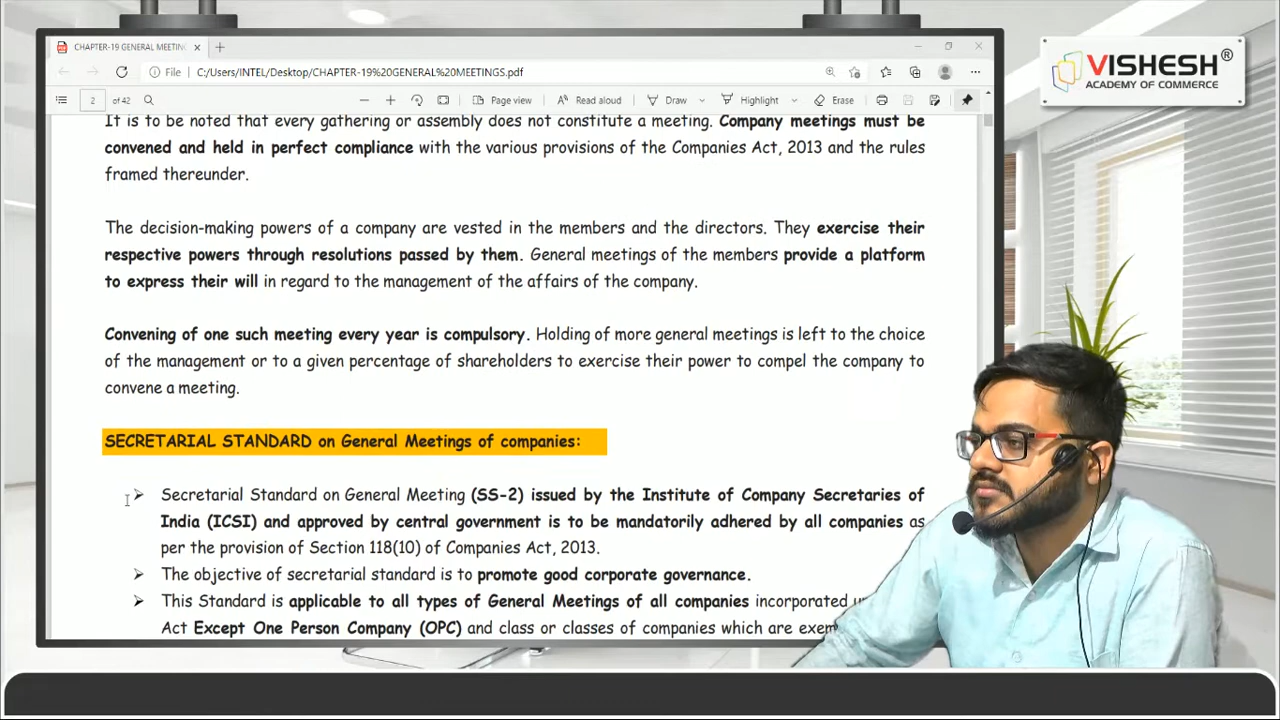 CHAPTER-19 GENERAL MEETIN
File C:/Users/INTEL/Desktop/CHAPTER-19%20GENERAL%20MEETINGS.pdf
2 of 42 Page view Read aloud Draw Highlight Erase
VISHESH®
ACADEMY OF COMMERCE
It is to be noted that every gathering or assembly does not constitute a meeting. Company meetings must be
convened and held in perfect compliance with the various provisions of the Companies Act, 2013 and the rules
framed thereunder.
The decision-making powers of a company are vested in the members and the directors. They exercise their
respective powers through resolutions passed by them. General meetings of the members provide a platform
to express their will in regard to the management of the affairs of the company.
Convening of one such meeting every year is compulsory. Holding of more general meetings is left to the choice
of the management or to a given percentage of shareholders to exercise their power to compel the company to
convene a meeting.
SECRETARIAL STANDARD on General Meetings of companies:
Secretarial Standard on General Meeting (SS-2) issued by the Institute of Company Secretaries of
India (ICSI) and approved by central government is to be mandatorily adhered by all companies as
per the provision of Section 118(10) of Companies Act, 2013.
The objective of secretarial standard is to promote good corporate governance.
This Standard is applicable to all types of General Meetings of all companies incorporated
Act Except One Person Company (OPC) and class or classes of companies which are